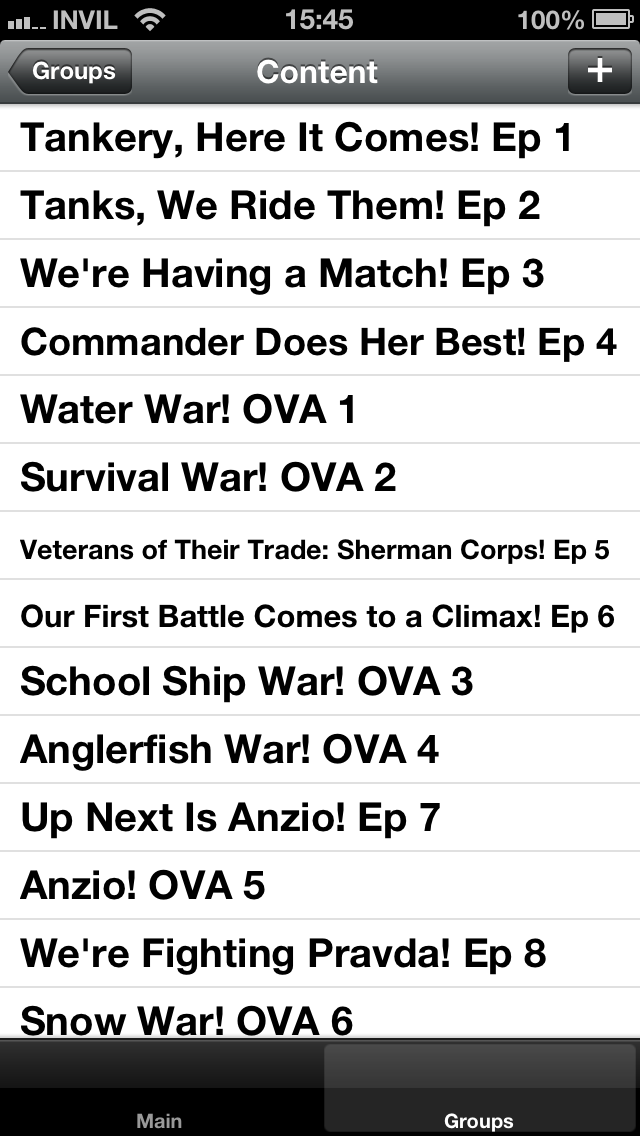 INVIL 15:45 100%
Groups Content +
Tankery, Here It Comes! Ep 1
Tanks, We Ride Them! Ep 2
We're Having a Match! Ep 3
Commander Does Her Best! Ep 4
Water War! OVA 1
Survival War! OVA 2
Veterans of Their Trade: Sherman Corps! Ep 5
Our First Battle Comes to a Climax! Ep 6
School Ship War! OVA 3
Anglerfish War! OVA 4
Up Next Is Anzio! Ep 7
Anzio! OVA 5
We're Fighting Pravda! Ep 8
Snow War! OVA 6
Main Groups